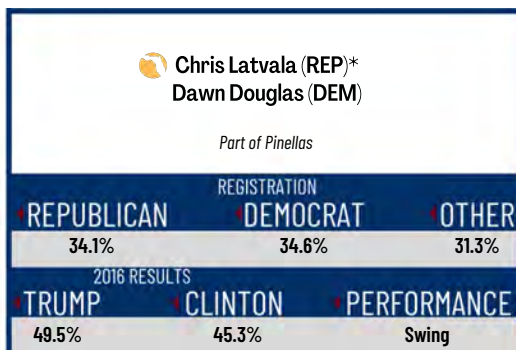 Chris Latvala (REP)*
Dawn Douglas (DEM)
Part of Pinellas
REGISTRATION
REPUBLICAN DEMOCRAT OTHER
34.1% 34.6% 31.3%
2016 RESULTS
TRUMP CLINTON PERFORMANCE
49.5% 45.3% Swing